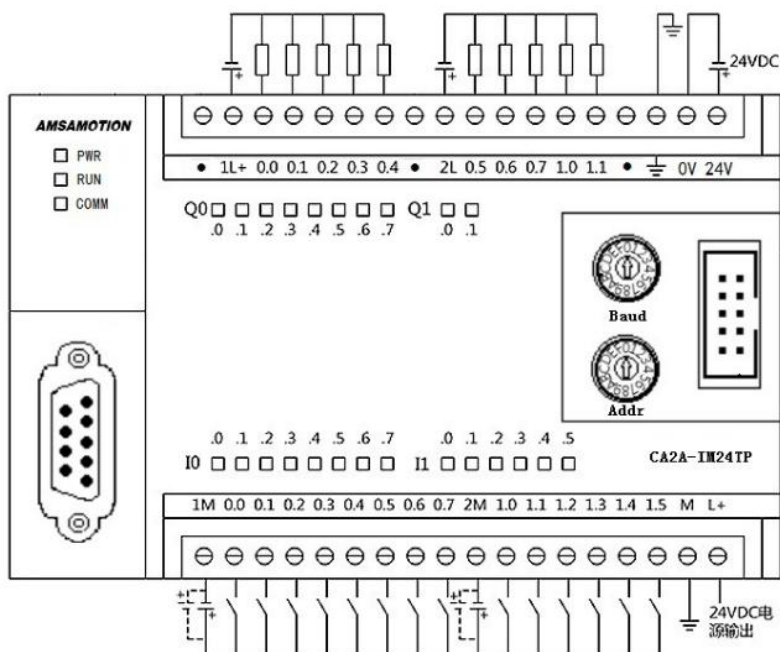 24VDC
AMSAMOTION
PWR
RUN
COMM
• 1L+ 0.0 0.1 0.2 0.3 0.4 • 2L 0.5 0.6 0.7 1.0 1.1 • 0V 24V
Q0 Q1
.0 .1 .2 .3 .4 .5 .6 .7 .0 .1
Baud
Addr
.0 .1 .2 .3 .4 .5 .6 .7 .0 .1 .2 .3 .4 .5
I0 I1
CA2A-IM24TP
1M 0.0 0.1 0.2 0.3 0.4 0.5 0.6 0.7 2M 1.0 1.1 1.2 1.3 1.4 1.5 M L+
24VDC电
源输出